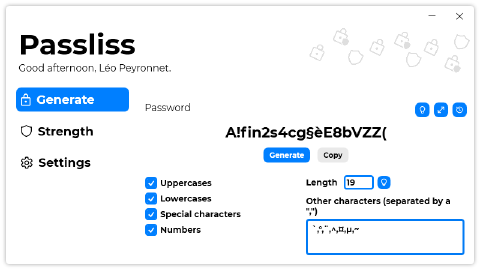 Passliss
Good afternoon, Léo Peyronnet.
Generate
Strength
Settings
Password
A!fin2s4cg§èE8bVZZ(
Generate
Copy
Uppercases
Lowercases
Special characters
Numbers
Length
19
Other characters (separated by a
",")
`,°,¨,^,¤,µ,~